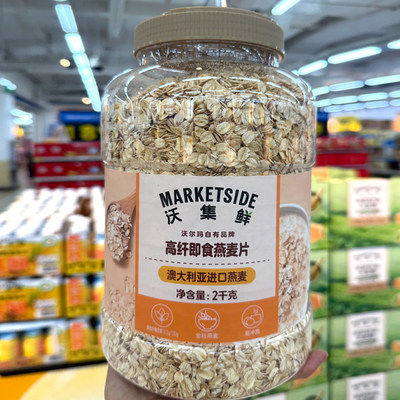 MARKETSIDE
沃集鲜
沃尔玛自有品牌
高纤即食燕麦片
澳大利亚进口燕麦
净含量:2千克